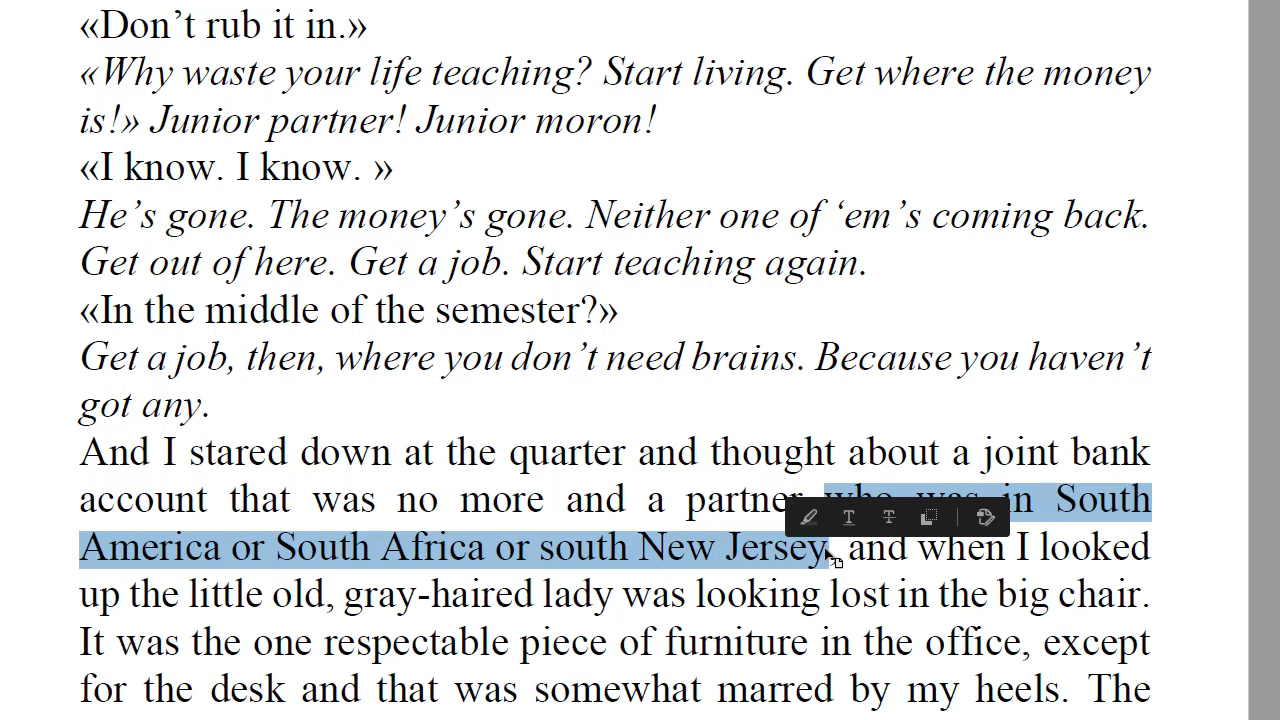 «Don’t rub it in.»
«Why waste your life teaching? Start living. Get where the money
is!» Junior partner! Junior moron!
«I know. I know. »
He’s gone. The money’s gone. Neither one of ‘em’s coming back.
Get out of here. Get a job. Start teaching again.
«In the middle of the semester?»
Get a job, then, where you don’t need brains. Because you haven’t
got any.
And I stared down at the quarter and thought about a joint bank
account that was no more and a partner who was in South
America or South Africa or south New Jersey, and when I looked
up the little old, gray-haired lady was looking lost in the big chair.
It was the one respectable piece of furniture in the office, except
for the desk and that was somewhat marred by my heels. The